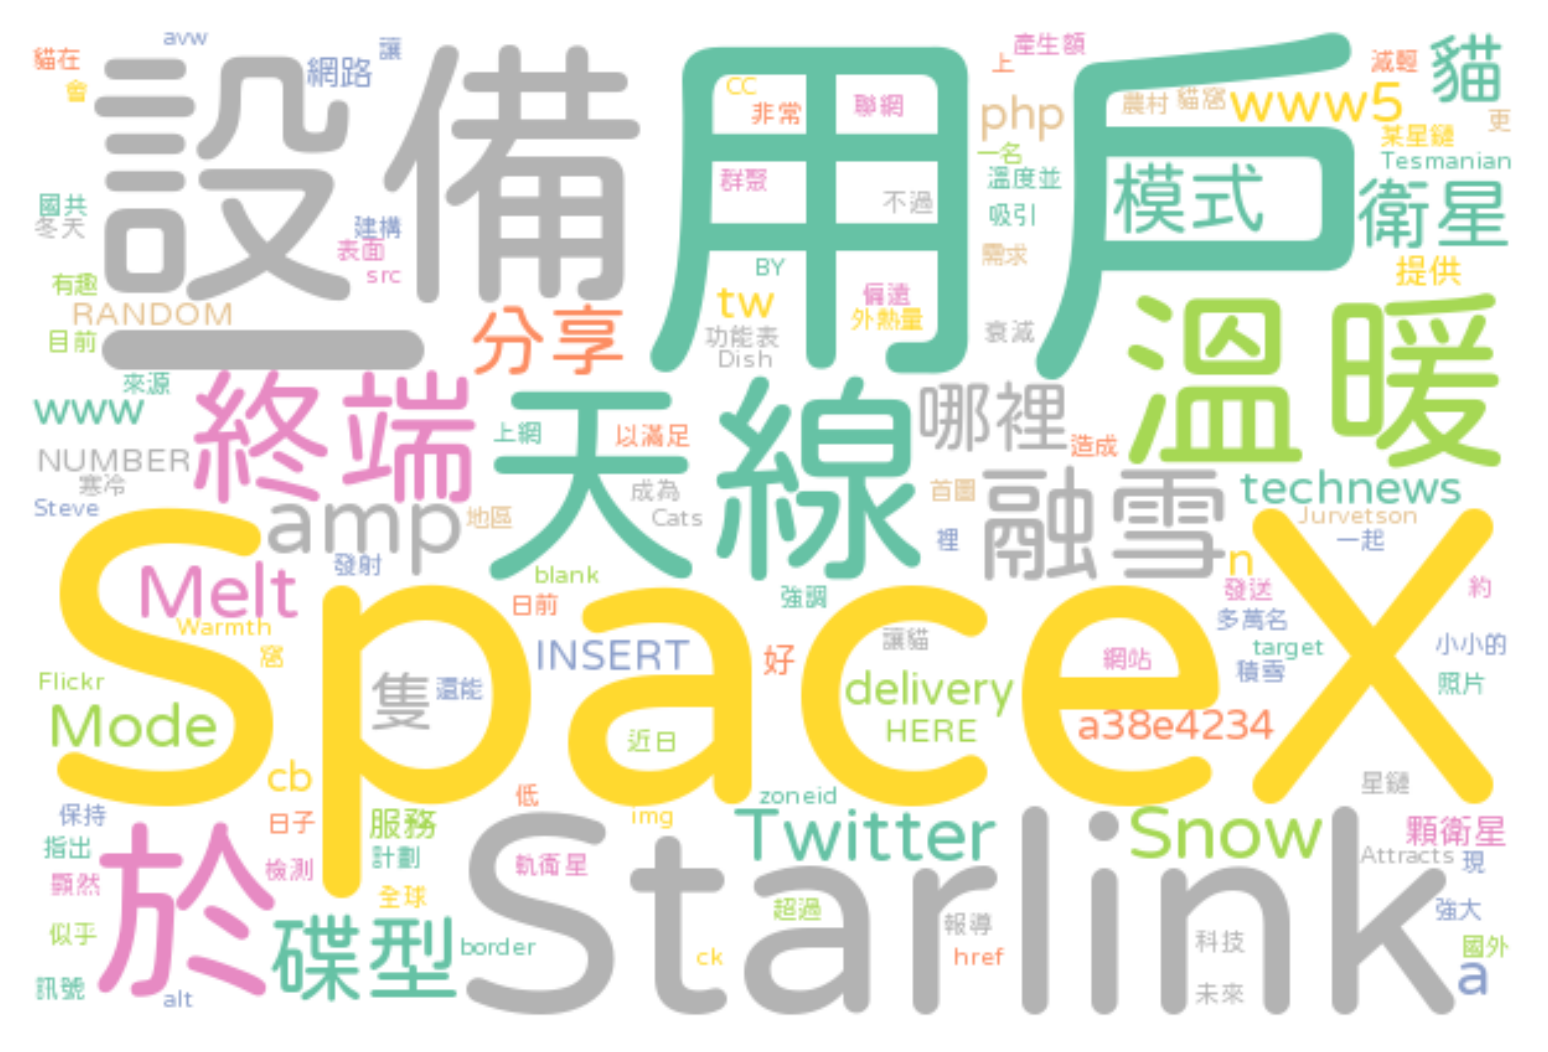 avw
讓
貓在
網路
會
設備
用戶
CC
非常
聯網
群聚
不過
BY
tw
偏遠
外熱量
功能表
Dish
上
產生額
php
一名
溫度並
吸引
需求
衰減
農村
貓窩
www5
減輕
貓
更
某星鏈
Tesmanian
模式
衛星
提供
國共
冬天
建構
表面
src
有趣
RANDOM
目前
一
分享
溫暖
來源
www
終端
天線
上網
以滿足
成為
Cats
哪裡
造成
NUMBER
寒冷
Steve
amp
地區
首圖
融雪
technews
Jurvetson
裡
一起
n
發射
Melt
Warmth
窩
blank
日前
強調
發送
約
多萬名
SpaceX
INSERT
好
讓貓
網站
target
積雪
小小的
照片
Flickr
Mode
隻
還能
近日
delivery
HERE
a38e4234
cb
低
img
zoneid
星鏈
保持
日子
服務
Twitter
Snow
顆衛星
指出
計劃
檢測
顯然
於
全球
軌衛星
Starlink
Attracts
現
強大
似乎
碟型
border
超過
報導
ck
href
科技
國外
訊號
alt
未來
a